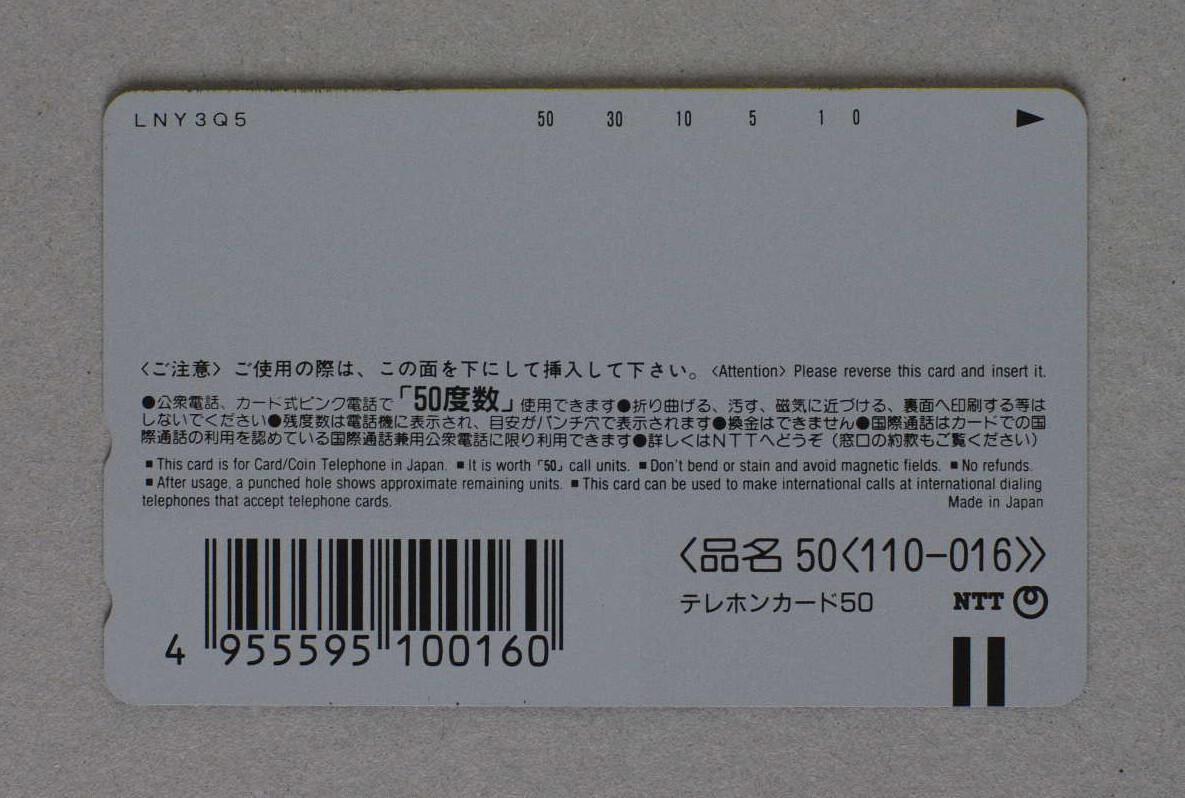 LNY3Q5 50 30 10 5 1 0 ▶
〈ご注意〉ご使用の際は、この面を下にして挿入して下さい。〈Attention〉Please reverse this card and insert it.
●公衆電話、カード式ピンク電話で「50度数」使用できます●折り曲げる、汚す、磁気に近づける、裏面へ印刷する等は
しないでください●残度数は電話機に表示され、目安がパンチ穴で表示されます●換金はできません●国際通話はカードでの国
際通話の利用を認めている国際通話兼用公衆電話に限り利用できます●詳しくはNTTへどうぞ（窓口の約款もご覧ください）
■This card is for Card/Coin Telephone in Japan. ■It is worth「50」call units. ■Don't bend or stain and avoid magnetic fields. ■No refunds.
■After usage, a punched hole shows approximate remaining units. ■This card can be used to make international calls at international dialing
telephones that accept telephone cards. Made in Japan
〈品名 50〈110-016〉〉
テレホンカード50 NTT
4 955595 100160